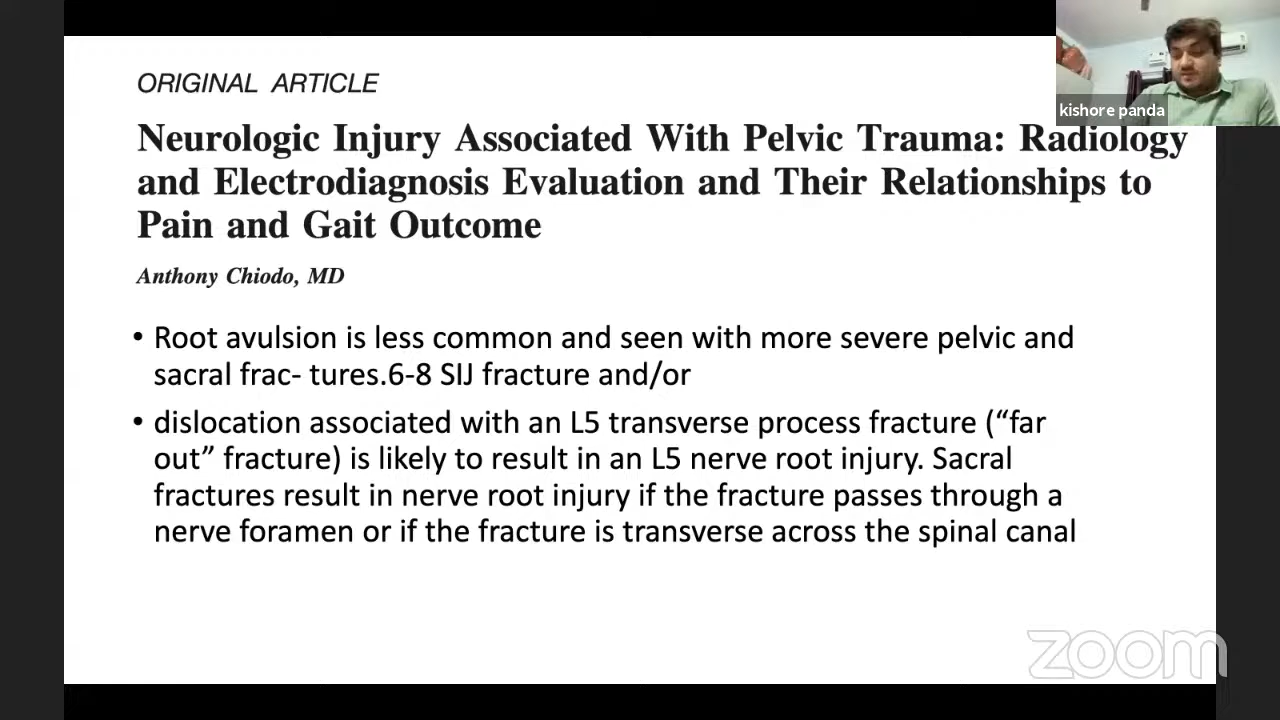 ORIGINAL ARTICLE
kishore panda
Neurologic Injury Associated With Pelvic Trauma: Radiology
and Electrodiagnosis Evaluation and Their Relationships to
Pain and Gait Outcome
Anthony Chiodo, MD
• Root avulsion is less common and seen with more severe pelvic and
sacral frac- tures.6-8 SIJ fracture and/or
• dislocation associated with an L5 transverse process fracture (“far
out” fracture) is likely to result in an L5 nerve root injury. Sacral
fractures result in nerve root injury if the fracture passes through a
nerve foramen or if the fracture is transverse across the spinal canal
zoom